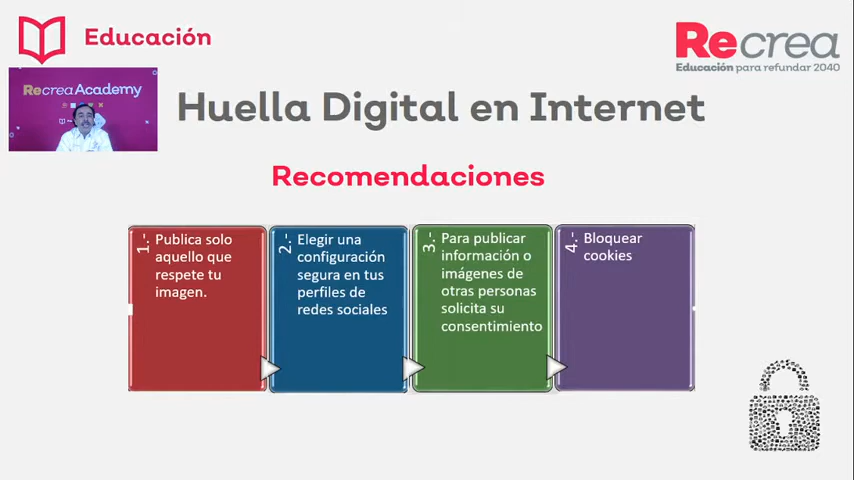 Educación
Recrea
Educación para refundar 2040
Recrea Academy
Huella Digital en Internet
Recomendaciones
1.- Publica solo
aquello que
respete tu
imagen.
2.- Elegir una
configuración
segura en tus
perfiles de
redes sociales
3.- Para publicar
información o
imágenes de
otras personas
solicita su
consentimiento
4.- Bloquear
cookies